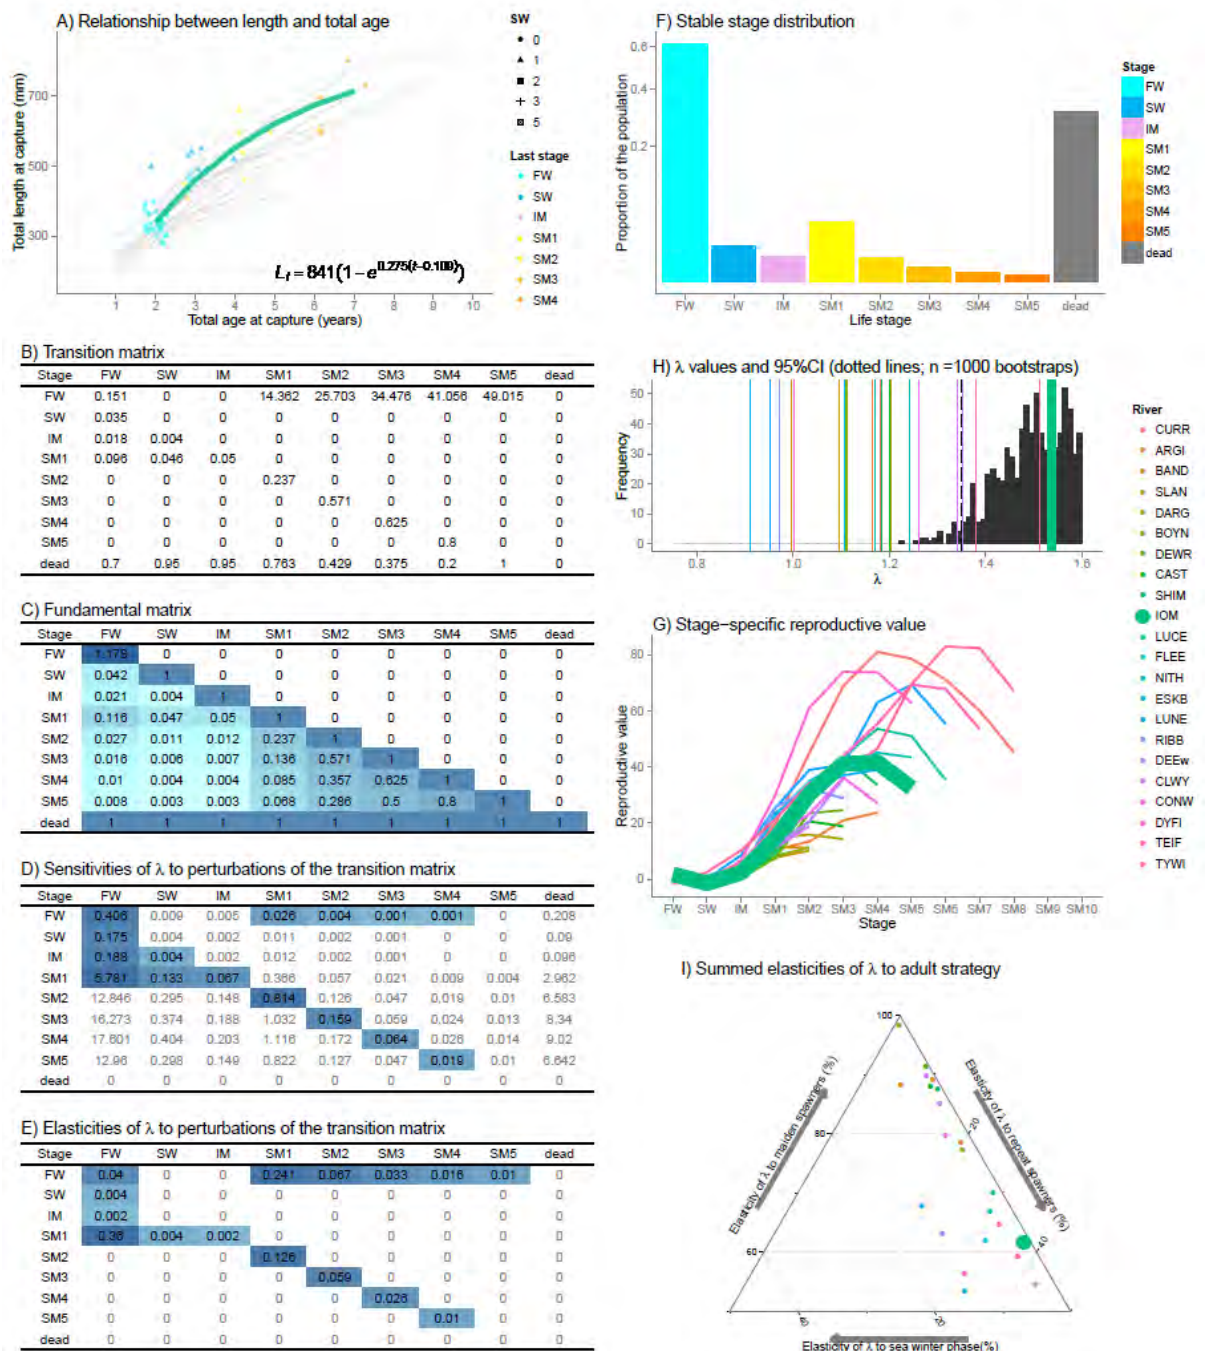 A) Relationship between length and total age
Total length at capture (mm)
700
500
300
1 2 3 4 5 6 7 8 9 10
Total age at capture (years)
Lt = 841(1 − e^0.275(t−0.100))
SW
0
1
2
3
5
Last stage
FW
SW
IM
SM1
SM2
SM3
SM4
B) Transition matrix
Stage FW SW IM SM1 SM2 SM3 SM4 SM5 dead
FW 0.151 0 0 14.362 25.703 34.476 41.056 49.015 0
SW 0.035 0 0 0 0 0 0 0 0
IM 0.018 0.004 0 0 0 0 0 0 0
SM1 0.096 0.046 0.05 0 0 0 0 0 0
SM2 0 0 0 0.237 0 0 0 0 0
SM3 0 0 0 0 0.571 0 0 0 0
SM4 0 0 0 0 0 0.625 0 0 0
SM5 0 0 0 0 0 0 0.8 0 0
dead 0.7 0.95 0.95 0.763 0.429 0.375 0.2 1 0
C) Fundamental matrix
Stage FW SW IM SM1 SM2 SM3 SM4 SM5 dead
FW 1.178 0 0 0 0 0 0 0 0
SW 0.042 1 0 0 0 0 0 0 0
IM 0.021 0.004 1 0 0 0 0 0 0
SM1 0.116 0.047 0.05 1 0 0 0 0 0
SM2 0.027 0.011 0.012 0.237 1 0 0 0 0
SM3 0.016 0.006 0.007 0.136 0.571 1 0 0 0
SM4 0.01 0.004 0.004 0.085 0.357 0.625 1 0 0
SM5 0.008 0.003 0.003 0.068 0.286 0.5 0.8 1 0
dead 1 1 1 1 1 1 1 1 1
D) Sensitivities of λ to perturbations of the transition matrix
Stage FW SW IM SM1 SM2 SM3 SM4 SM5 dead
FW 0.406 0.009 0.005 0.026 0.004 0.001 0.001 0 0.208
SW 0.175 0.004 0.002 0.011 0.002 0.001 0 0 0.09
IM 0.188 0.004 0.002 0.012 0.002 0.001 0 0 0.096
SM1 5.781 0.133 0.067 0.366 0.057 0.021 0.009 0.004 2.962
SM2 12.846 0.295 0.148 0.814 0.126 0.047 0.019 0.01 6.583
SM3 16.273 0.374 0.188 1.032 0.159 0.059 0.024 0.013 8.34
SM4 17.601 0.404 0.203 1.116 0.172 0.064 0.026 0.014 9.02
SM5 12.96 0.298 0.149 0.822 0.127 0.047 0.019 0.01 6.642
dead 0 0 0 0 0 0 0 0 0
E) Elasticities of λ to perturbations of the transition matrix
Stage FW SW IM SM1 SM2 SM3 SM4 SM5 dead
FW 0.04 0 0 0.241 0.067 0.033 0.016 0.01 0
SW 0.004 0 0 0 0 0 0 0 0
IM 0.002 0 0 0 0 0 0 0 0
SM1 0.36 0.004 0.002 0 0 0 0 0 0
SM2 0 0 0 0.126 0 0 0 0 0
SM3 0 0 0 0 0.059 0 0 0 0
SM4 0 0 0 0 0 0.026 0 0 0
SM5 0 0 0 0 0 0 0.01 0 0
dead 0 0 0 0 0 0 0 0 0
F) Stable stage distribution
Proportion of the population
0.6
0.4
0.2
FW SW IM SM1 SM2 SM3 SM4 SM5 dead
Life stage
Stage
FW
SW
IM
SM1
SM2
SM3
SM4
SM5
dead
H) λ values and 95%CI (dotted lines; n =1000 bootstraps)
Frequency
50
40
30
20
10
0
0.8 1.0 1.2 1.4 1.6
λ
River
CURR
ARGI
BAND
SLAN
DARG
BOYN
DEWR
CAST
SHIM
IOM
LUCE
FLEE
NITH
ESKB
LUNE
RIBB
DEEw
CLWY
CONW
DYFI
TEIF
TYWI
G) Stage−specific reproductive value
Reproductive value
80
60
40
20
0
FW SW IM SM1 SM2 SM3 SM4 SM5 SM6 SM7 SM8 SM9 SM10
Stage
I) Summed elasticities of λ to adult strategy
100
80
60
Elasticity of λ to maiden spawners (%)
Elasticity of λ to repeat spawners (%)
20
40
40
20
Elasticity of λ to sea winter phase(%)